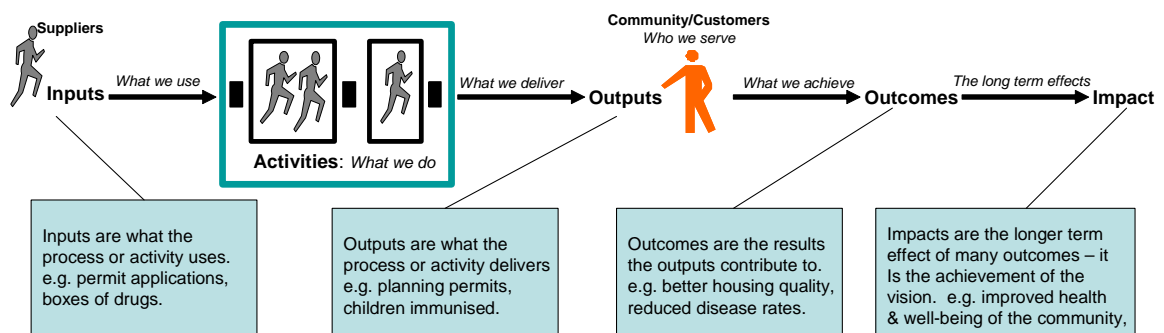 Suppliers
Community/Customers
Who we serve
What we use
What we deliver
What we achieve
The long term effects
Inputs
Outputs
Outcomes
Impact
Activities: What we do
Inputs are what the
process or activity uses.
e.g. permit applications,
boxes of drugs.
Outputs are what the
process or activity delivers
e.g. planning permits,
children immunised.
Outcomes are the results
the outputs contribute to.
e.g. better housing quality,
reduced disease rates.
Impacts are the longer term
effect of many outcomes – it
Is the achievement of the
vision. e.g. improved health
& well-being of the community,